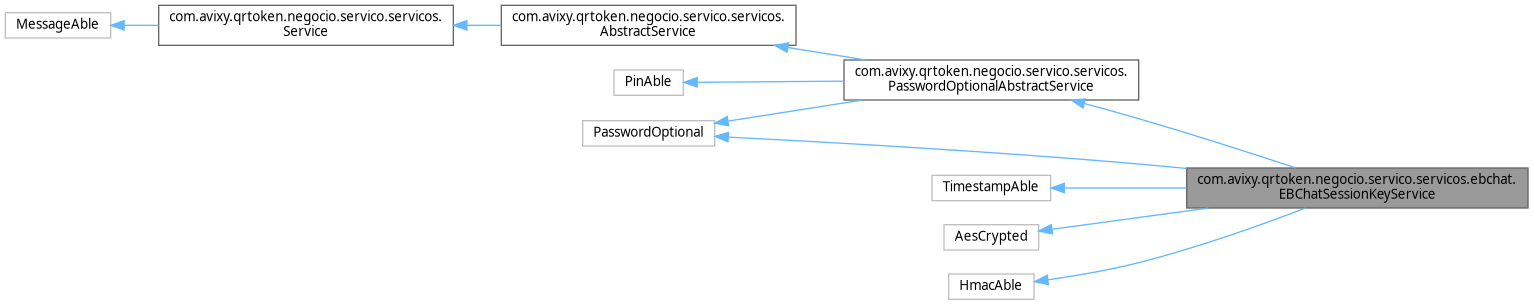 MessageAble
com.avixy.qrtoken.negocio.servico.servicos.
Service
com.avixy.qrtoken.negocio.servico.servicos.
AbstractService
com.avixy.qrtoken.negocio.servico.servicos.
PasswordOptionalAbstractService
PinAble
PasswordOptional
com.avixy.qrtoken.negocio.servico.servicos.ebchat.
EBChatSessionKeyService
TimestampAble
AesCrypted
HmacAble